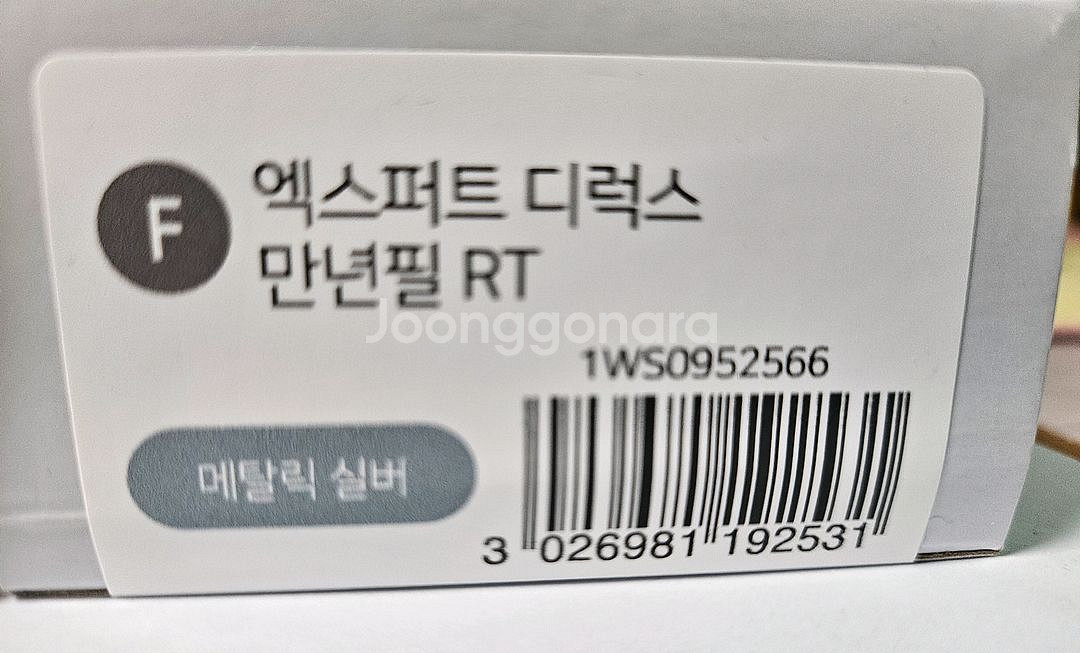 F
엑스퍼트 디럭스
만년필 RT
Joonggonara
1WS0952566
메탈릭 실버
3 026981 192531